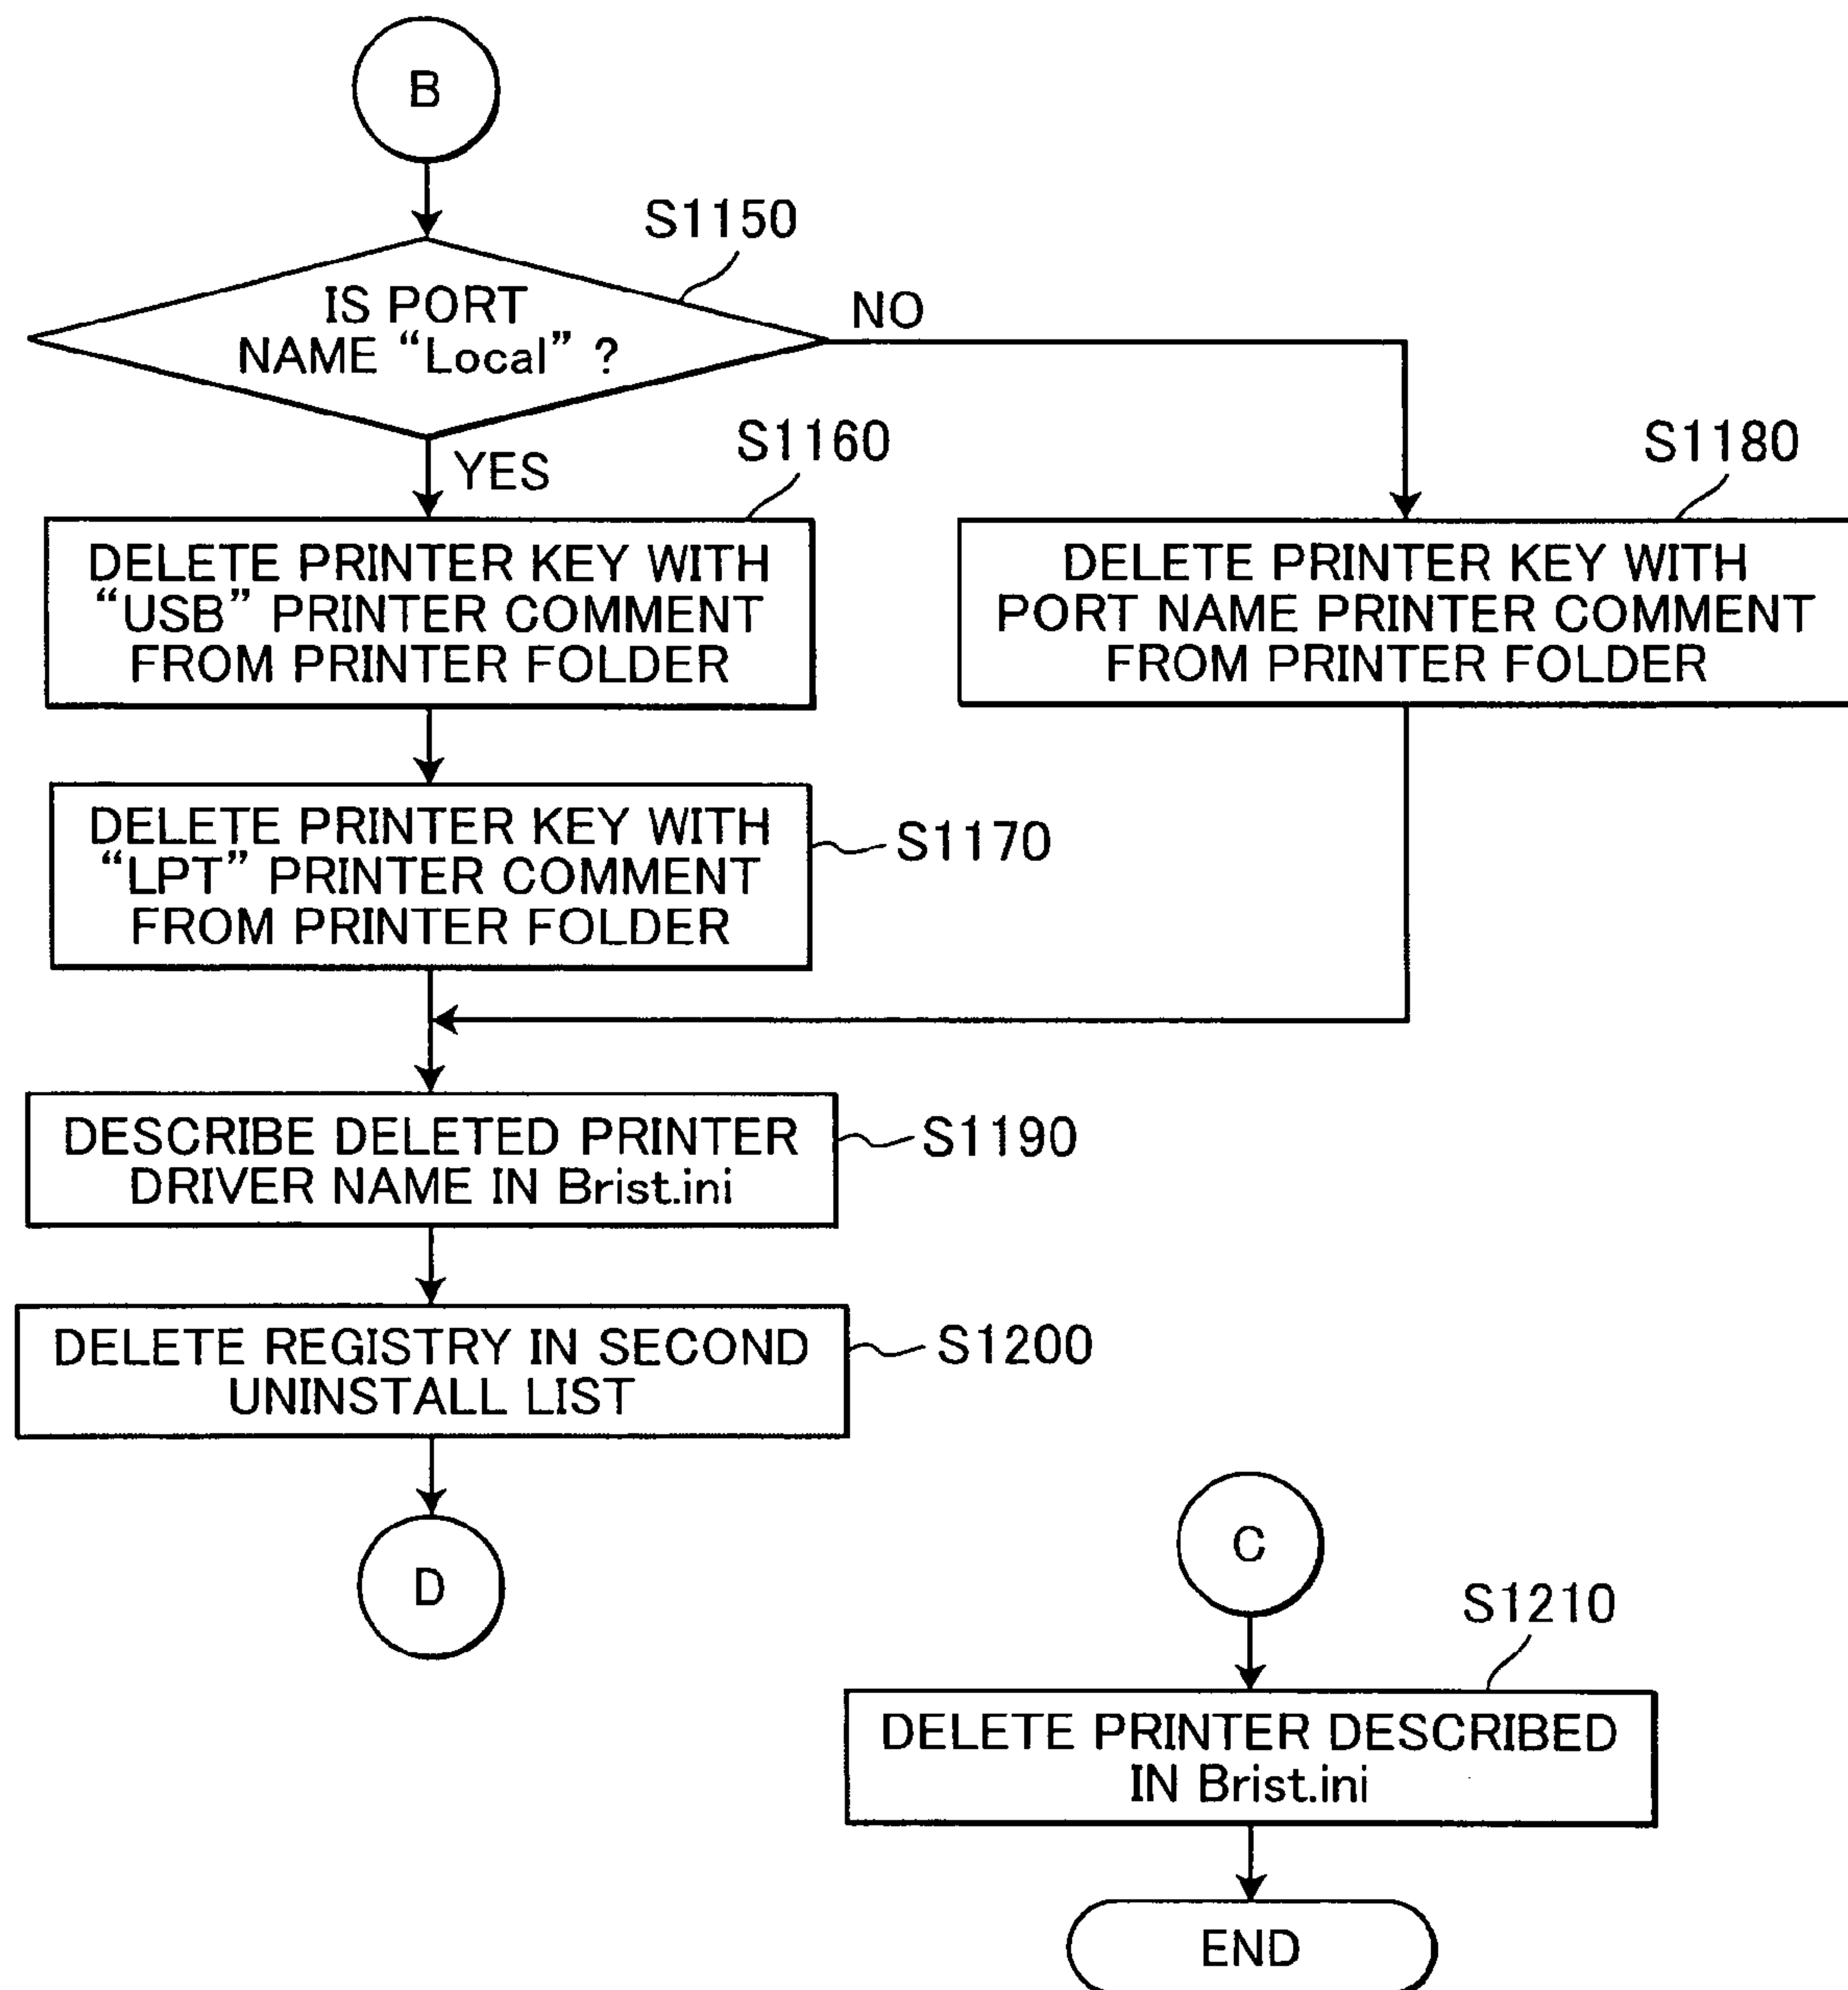 B
S1150
IS PORT
NAME “Local” ?
NO
YES
S1160
DELETE PRINTER KEY WITH
“USB” PRINTER COMMENT
FROM PRINTER FOLDER
S1180
DELETE PRINTER KEY WITH
PORT NAME PRINTER COMMENT
FROM PRINTER FOLDER
DELETE PRINTER KEY WITH
“LPT” PRINTER COMMENT
FROM PRINTER FOLDER
S1170
DESCRIBE DELETED PRINTER
DRIVER NAME IN Brist.ini
S1190
DELETE REGISTRY IN SECOND
UNINSTALL LIST
S1200
D
C
S1210
DELETE PRINTER DESCRIBED
IN Brist.ini
END